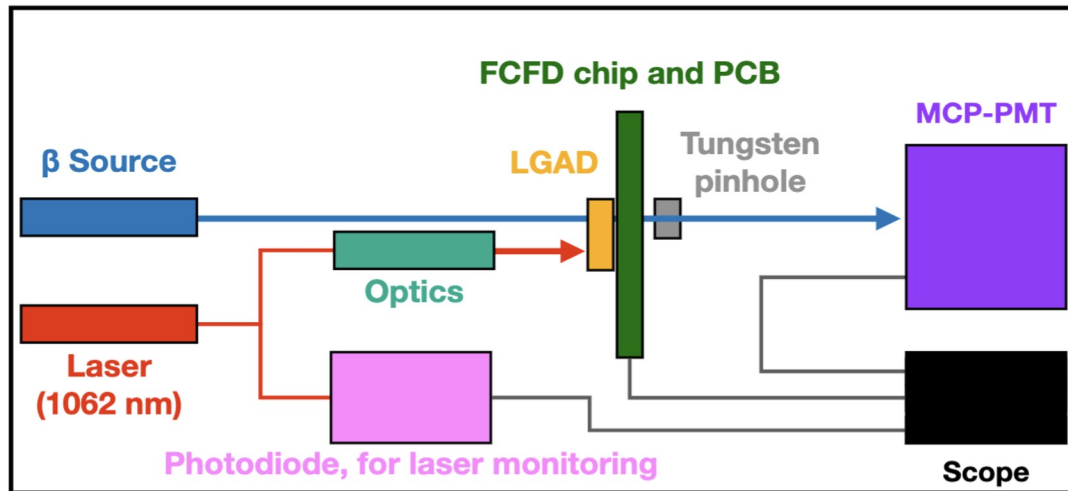 FCFD chip and PCB
MCP-PMT
β Source
LGAD
Tungsten
pinhole
Optics
Laser
(1062 nm)
Photodiode, for laser monitoring
Scope